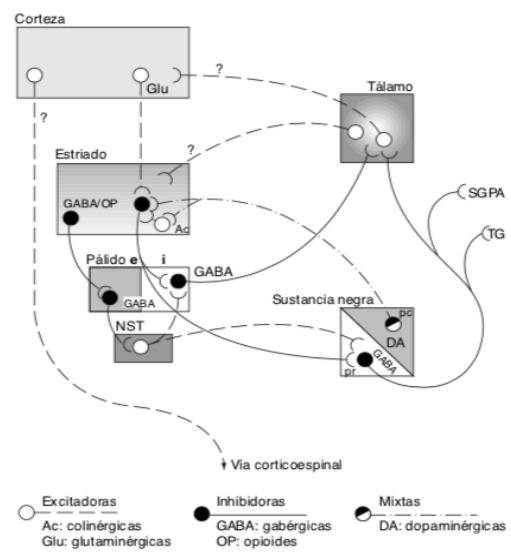 Corteza
Glu
?
?
?
Tálamo
Estriado
GABA/OP
Ac
SGPA
TG
Pálido e i
GABA
GABA
NST
Sustancia negra
pc
DA
GABA
pr
Vía corticoespinal
Excitadoras
Ac: colinérgicas
Glu: glutaminérgicas
Inhibidoras
GABA: gabérgicas
OP: opioides
Mixtas
DA: dopaminérgicas